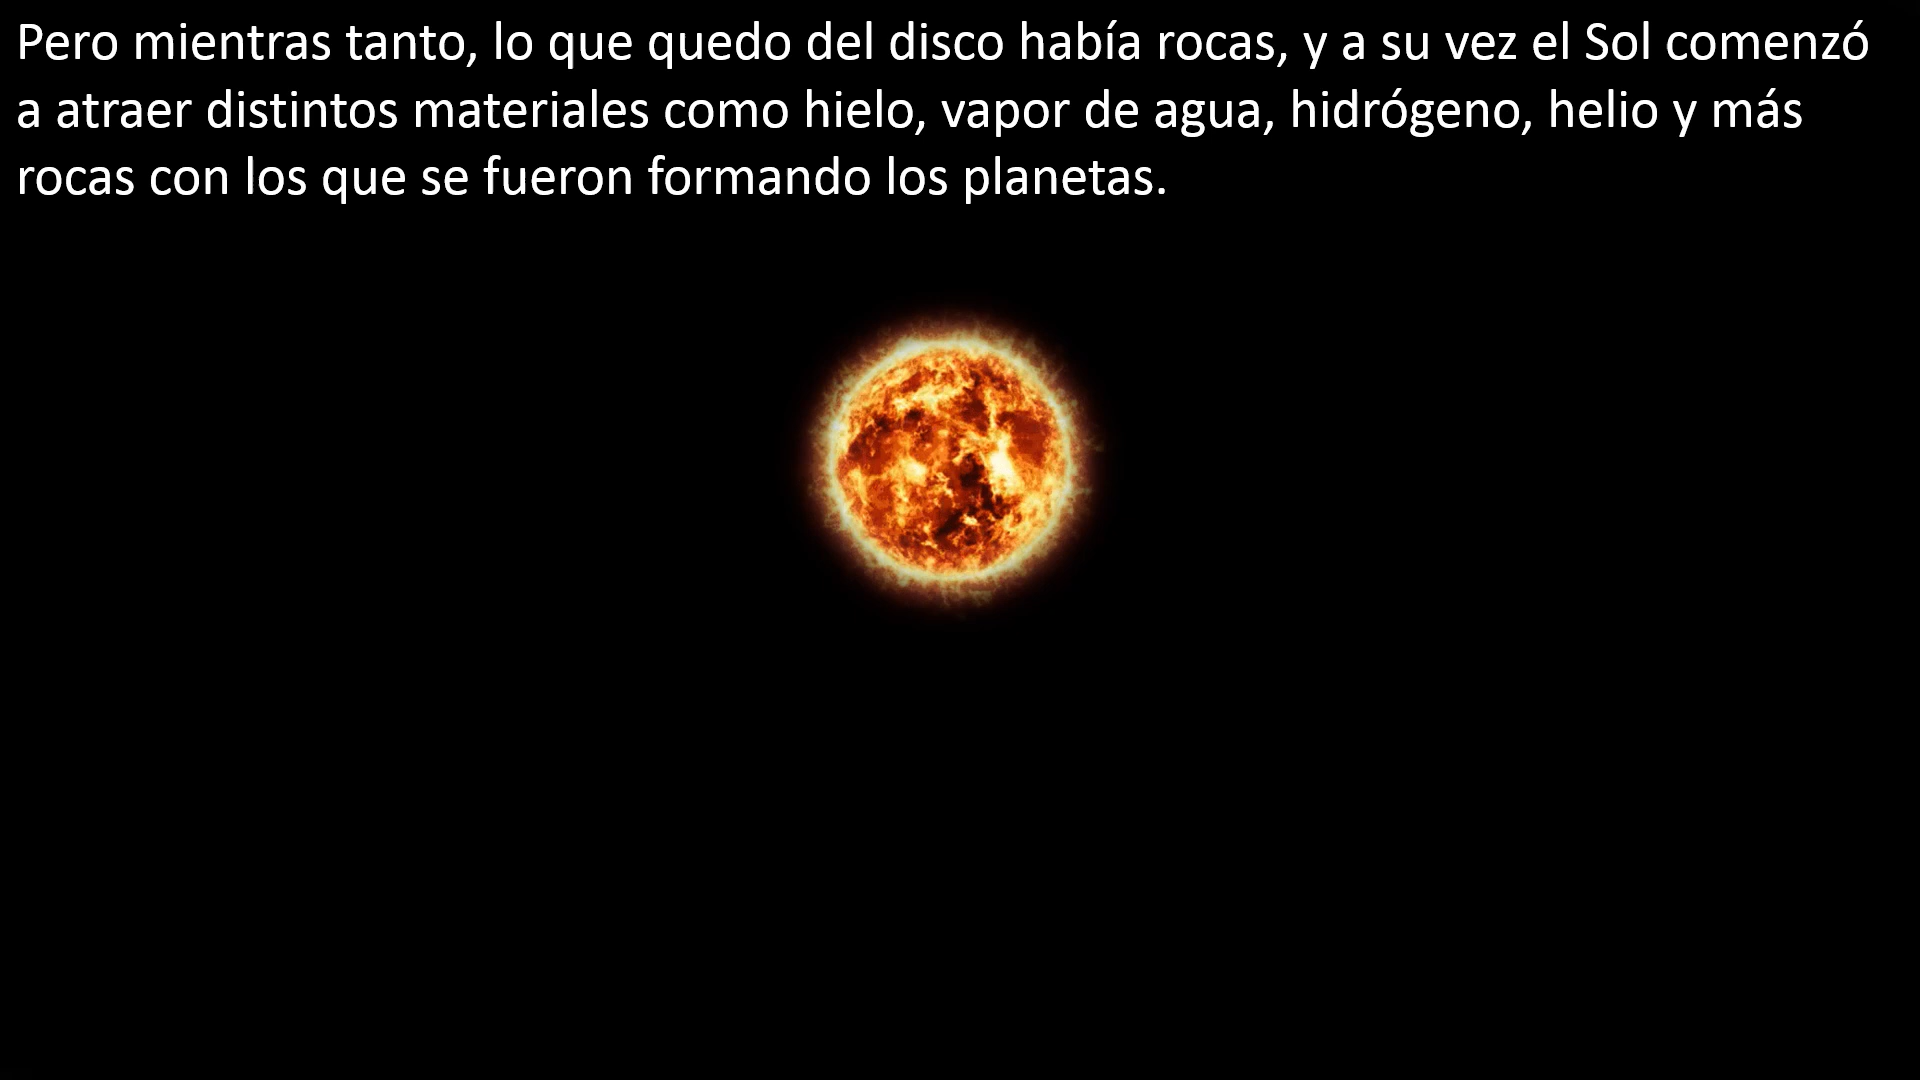 Pero mientras tanto, lo que quedo del disco había rocas, y a su vez el Sol comenzó
a atraer distintos materiales como hielo, vapor de agua, hidrógeno, helio y más
rocas con los que se fueron formando los planetas.